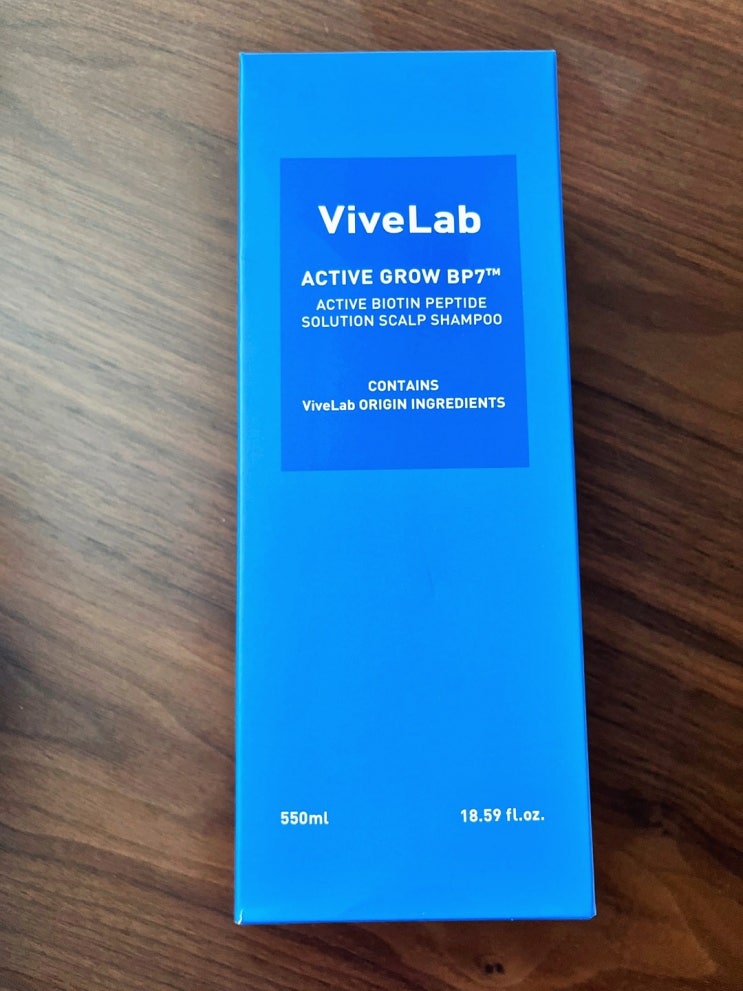 ViveLab
ACTIVE GROW BP7™
ACTIVE BIOTIN PEPTIDE
SOLUTION SCALP SHAMPOO
CONTAINS
ViveLab ORIGIN INGREDIENTS
550ml 18.59 fl.oz.